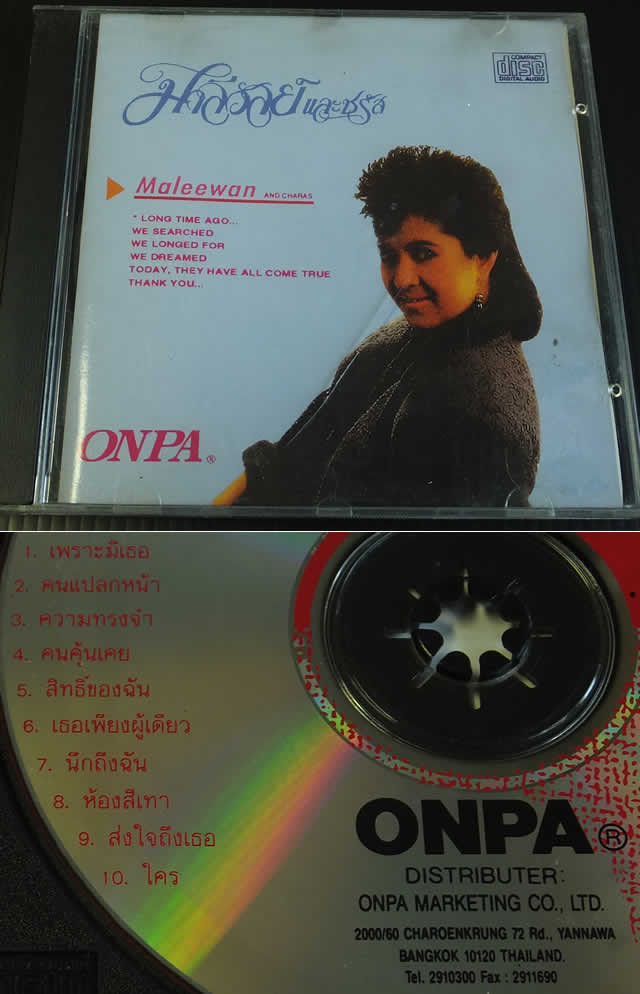 COMPACT
disc
DIGITAL AUDIO
มาลีวัลย์และชรัส
Maleewan AND CHARAS
" LONG TIME AGO...
WE SEARCHED
WE LONGED FOR
WE DREAMED
TODAY, THEY HAVE ALL COME TRUE
THANK YOU...
ONPA ®
1. เพราะมีเธอ
2. คนแปลกหน้า
3. ความทรงจำ
4. คนคุ้นเคย
5. สิทธิ์ของฉัน
6. เธอเพียงผู้เดียว
7. นึกถึงฉัน
8. ห้องสีเทา
9. ส่งใจถึงเธอ
10. ใคร
ONPA ®
DISTRIBUTER:
ONPA MARKETING CO., LTD.
2000/60 CHAROENKRUNG 72 Rd., YANNAWA
BANGKOK 10120 THAILAND.
Tel. 2910300 Fax : 2911690